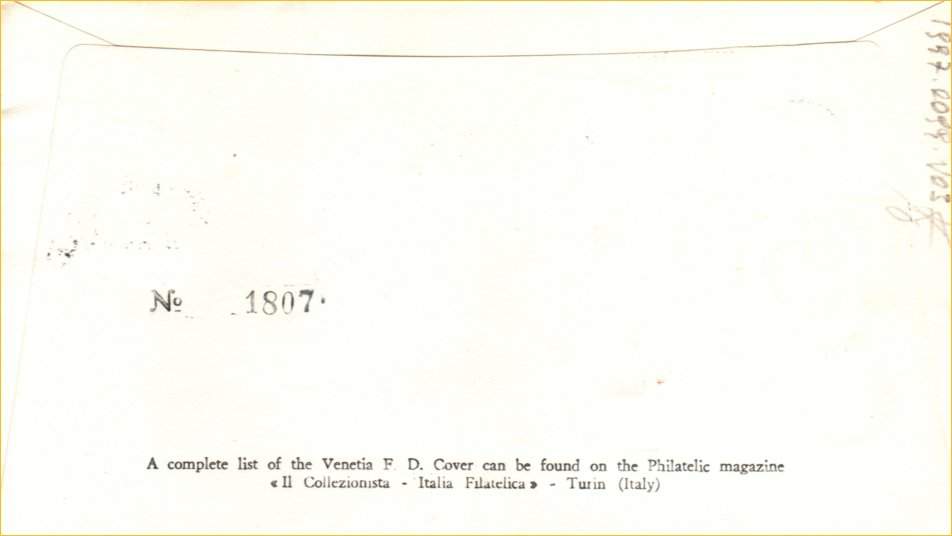 № 1807.
A complete list of the Venetia F. D. Cover can be found on the Philatelic magazine
« Il Collezionista - Italia Filatelica » - Turin (Italy)